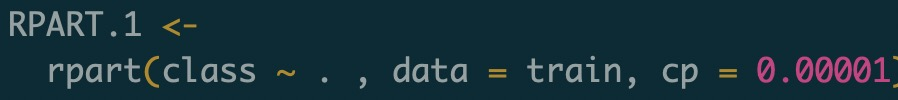 RPART.1 <-
rpart(class ~ . , data = train, cp = 0.00001)